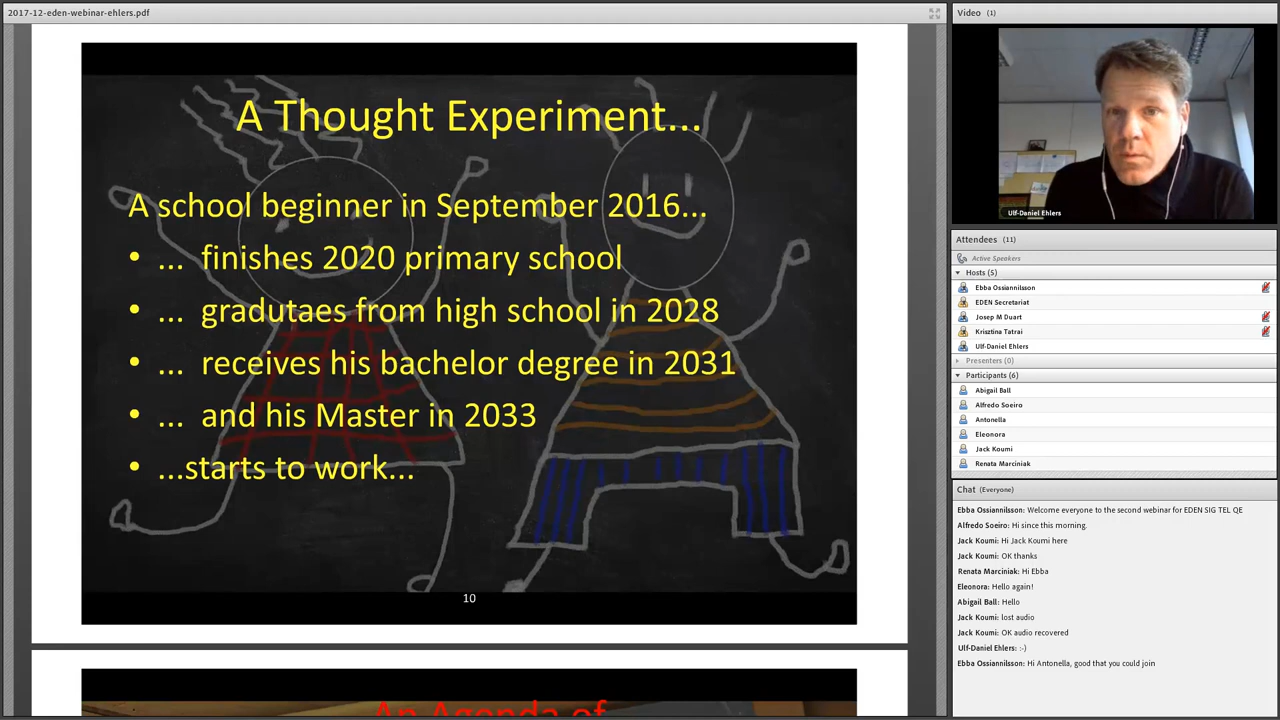 2017-12-eden-webinar-ehlers.pdf
A Thought Experiment...
A school beginner in September 2016...
• ... finishes 2020 primary school
• ... gradutaes from high school in 2028
• ... receives his bachelor degree in 2031
• ... and his Master in 2033
• ...starts to work...
10
An Agenda of
Video (1)
Ulf-Daniel Ehlers
Attendees (11)
Active Speakers
Hosts (5)
Ebba Ossiannilsson
EDEN Secretariat
Josep M Duart
Krisztina Tatrai
Ulf-Daniel Ehlers
Presenters (0)
Participants (6)
Abigail Ball
Alfredo Soeiro
Antonella
Eleonora
Jack Koumi
Renata Marciniak
Chat (Everyone)
Ebba Ossiannilsson: Welcome everyone to the second webinar for EDEN SIG TEL QE
Alfredo Soeiro: Hi since this morning.
Jack Koumi: Hi Jack Koumi here
Jack Koumi: OK thanks
Renata Marciniak: Hi Ebba
Eleonora: Hello again!
Abigail Ball: Hello
Jack Koumi: lost audio
Jack Koumi: OK audio recovered
Ulf-Daniel Ehlers: :-)
Ebba Ossiannilsson: Hi Antonella, good that you could join